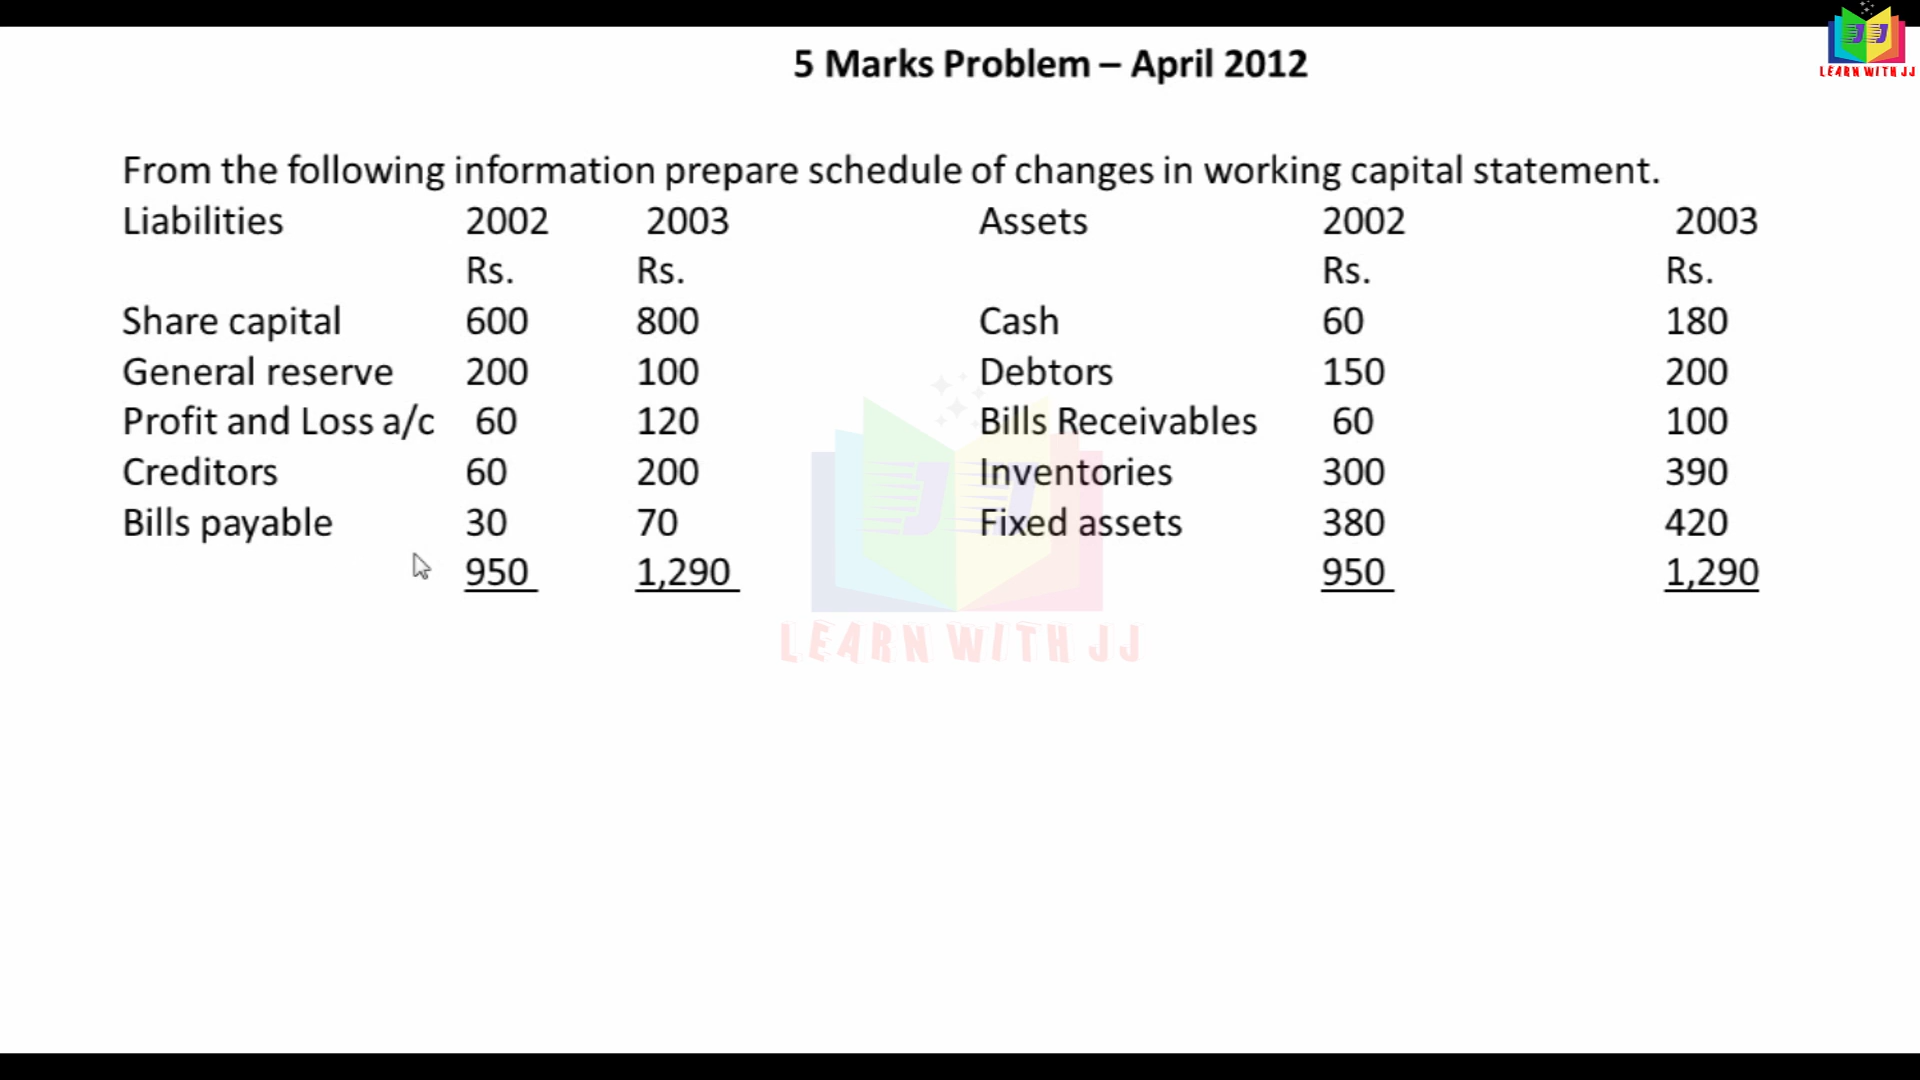 LEARN WITH JJ
5 Marks Problem – April 2012
From the following information prepare schedule of changes in working capital statement.
Liabilities 2002 2003 Assets 2002 2003
Rs. Rs. Rs. Rs.
Share capital 600 800 Cash 60 180
General reserve 200 100 Debtors 150 200
Profit and Loss a/c 60 120 Bills Receivables 60 100
Creditors 60 200 Inventories 300 390
Bills payable 30 70 Fixed assets 380 420
950 1,290 950 1,290
LEARN WITH JJ